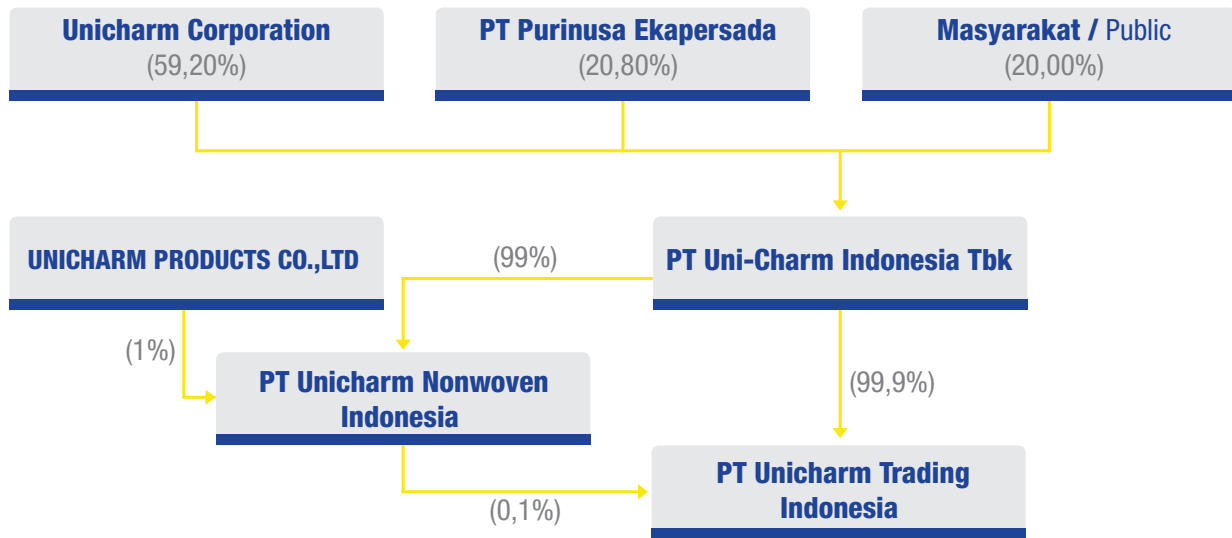 Unicharm Corporation
(59,20%)
PT Purinusa Ekapersada
(20,80%)
Masyarakat / Public
(20,00%)
UNICHARM PRODUCTS CO.,LTD
(99%)
PT Uni-Charm Indonesia Tbk
(1%)
PT Unicharm Nonwoven
Indonesia
(99,9%)
PT Unicharm Trading
Indonesia
(0,1%)